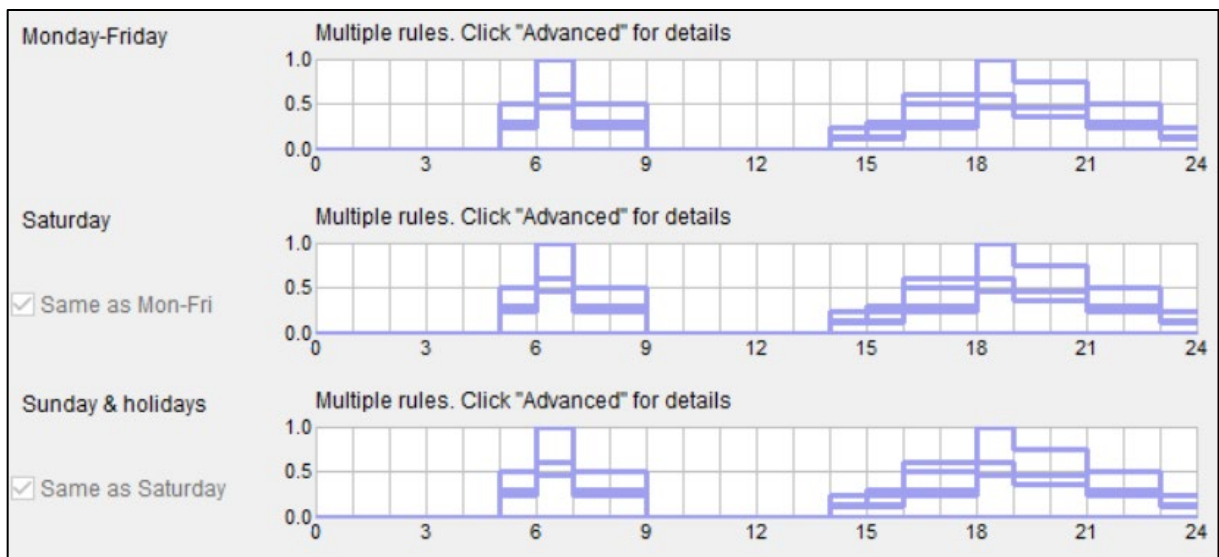 Monday-Friday
Multiple rules. Click "Advanced" for details
1.0
0.5
0.0
0 3 6 9 12 15 18 21 24
Saturday
Multiple rules. Click "Advanced" for details
1.0
0.5
Same as Mon-Fri
0.0
0 3 6 9 12 15 18 21 24
Sunday & holidays
Multiple rules. Click "Advanced" for details
1.0
0.5
Same as Saturday
0.0
0 3 6 9 12 15 18 21 24